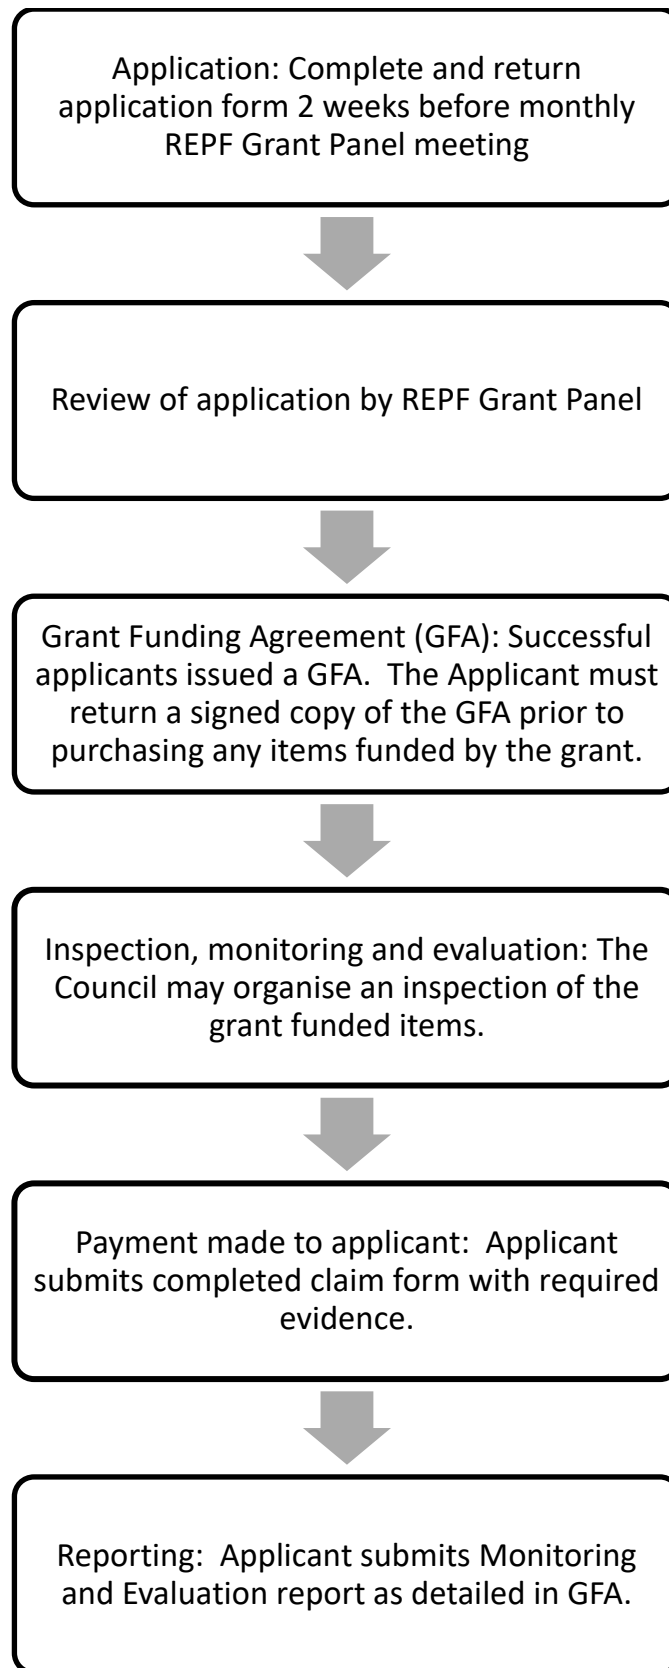 Application: Complete and return
application form 2 weeks before monthly
REPF Grant Panel meeting
Review of application by REPF Grant Panel
Grant Funding Agreement (GFA): Successful
applicants issued a GFA.  The Applicant must
return a signed copy of the GFA prior to
purchasing any items funded by the grant.
Inspection, monitoring and evaluation: The
Council may organise an inspection of the
grant funded items.
Payment made to applicant:  Applicant
submits completed claim form with required
evidence.
Reporting:  Applicant submits Monitoring
and Evaluation report as detailed in GFA.